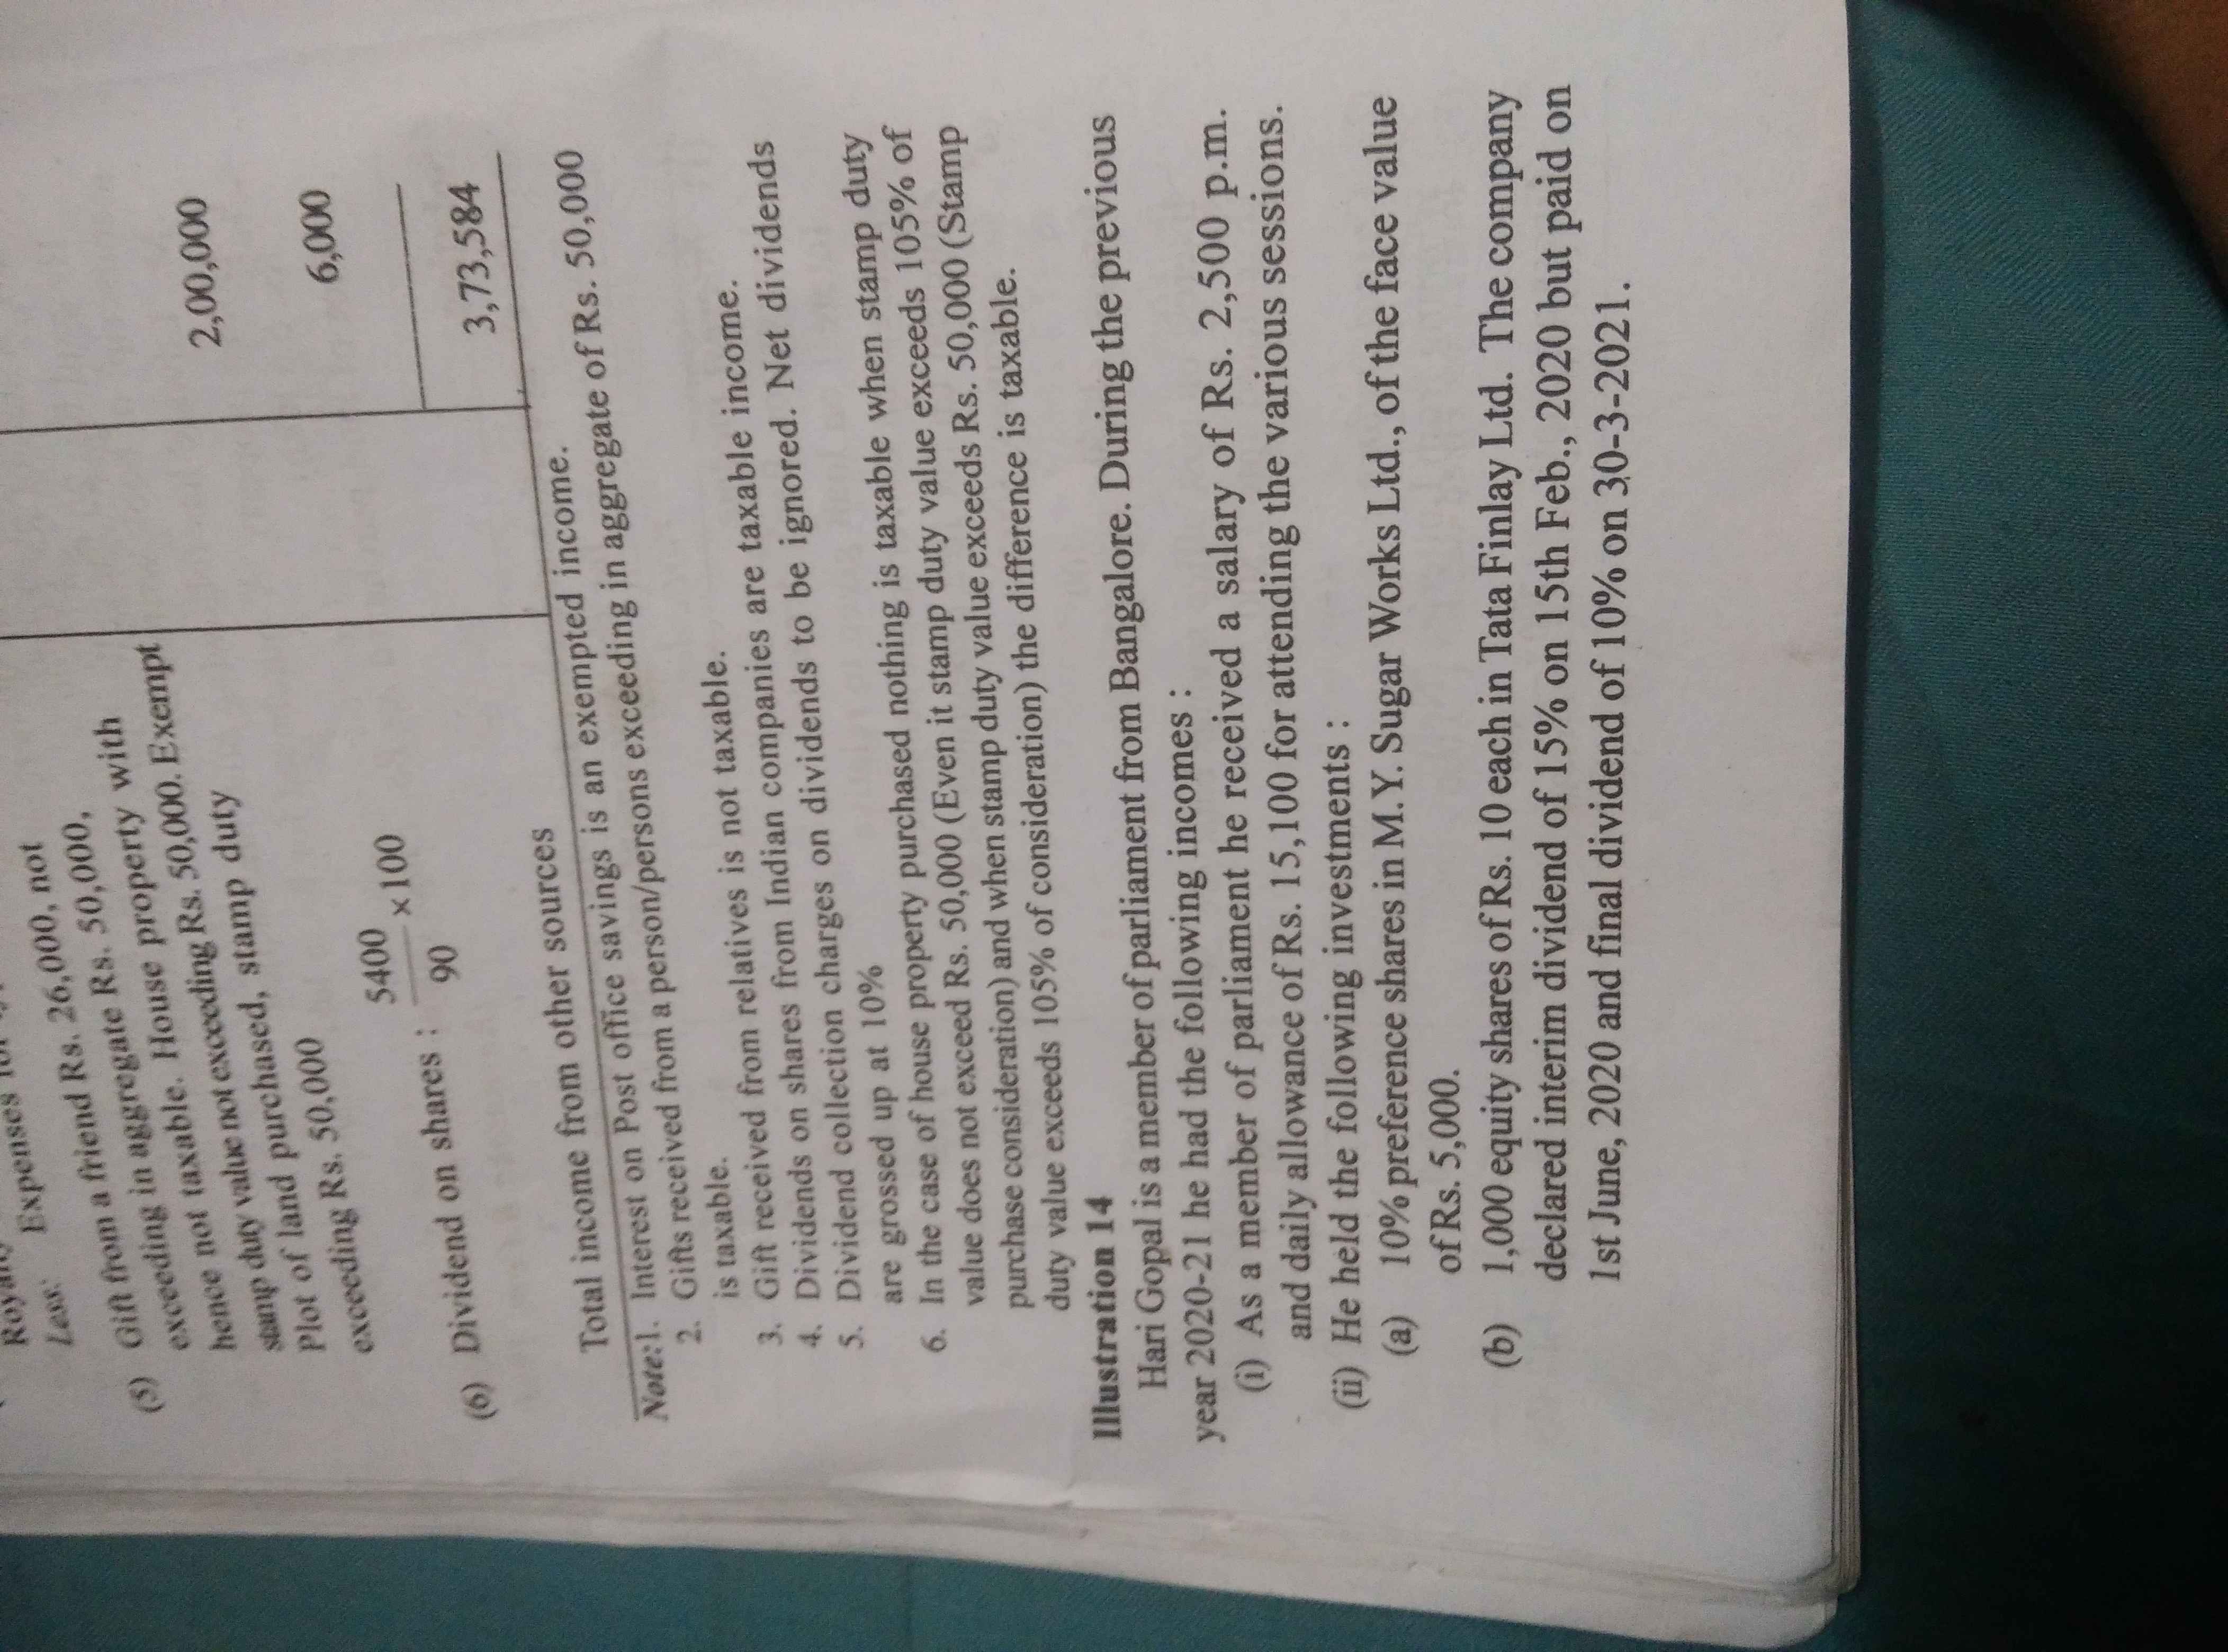 Less: Expenses
Rs. 26,000, not
(5) Gift from a friend Rs. 50,000,
exceeding in aggregate Rs. 50,000. House property with
hence not taxable. House property with
stamp duty value not exceeding Rs. 50,000. Exempt
Plot of land purchased, stamp duty
exceeding Rs. 50,000 2,00,000
(6) Dividend on shares : 5400/90 x 100 6,000
Total income from other sources 3,73,584
Note:1. Interest on Post office savings is an exempted income.
2. Gifts received from a person/persons exceeding in aggregate of Rs. 50,000
is taxable.
3. Gift received from relatives is not taxable.
4. Dividends on shares from Indian companies are taxable income.
5. Dividend collection charges on dividends to be ignored. Net dividends
are grossed up at 10%
6. In the case of house property purchased nothing is taxable when stamp duty
value does not exceed Rs. 50,000 (Even it stamp duty value exceeds 105% of
purchase consideration) and when stamp duty value exceeds Rs. 50,000 (Stamp
duty value exceeds 105% of consideration) the difference is taxable.
Illustration 14
Hari Gopal is a member of parliament from Bangalore. During the previous
year 2020-21 he had the following incomes :
(i) As a member of parliament he received a salary of Rs. 2,500 p.m.
and daily allowance of Rs. 15,100 for attending the various sessions.
(ii) He held the following investments :
(a) 10% preference shares in M.Y. Sugar Works Ltd., of the face value
of Rs. 5,000.
(b) 1,000 equity shares of Rs. 10 each in Tata Finlay Ltd. The company
declared interim dividend of 15% on 15th Feb., 2020 but paid on
1st June, 2020 and final dividend of 10% on 30-3-2021.